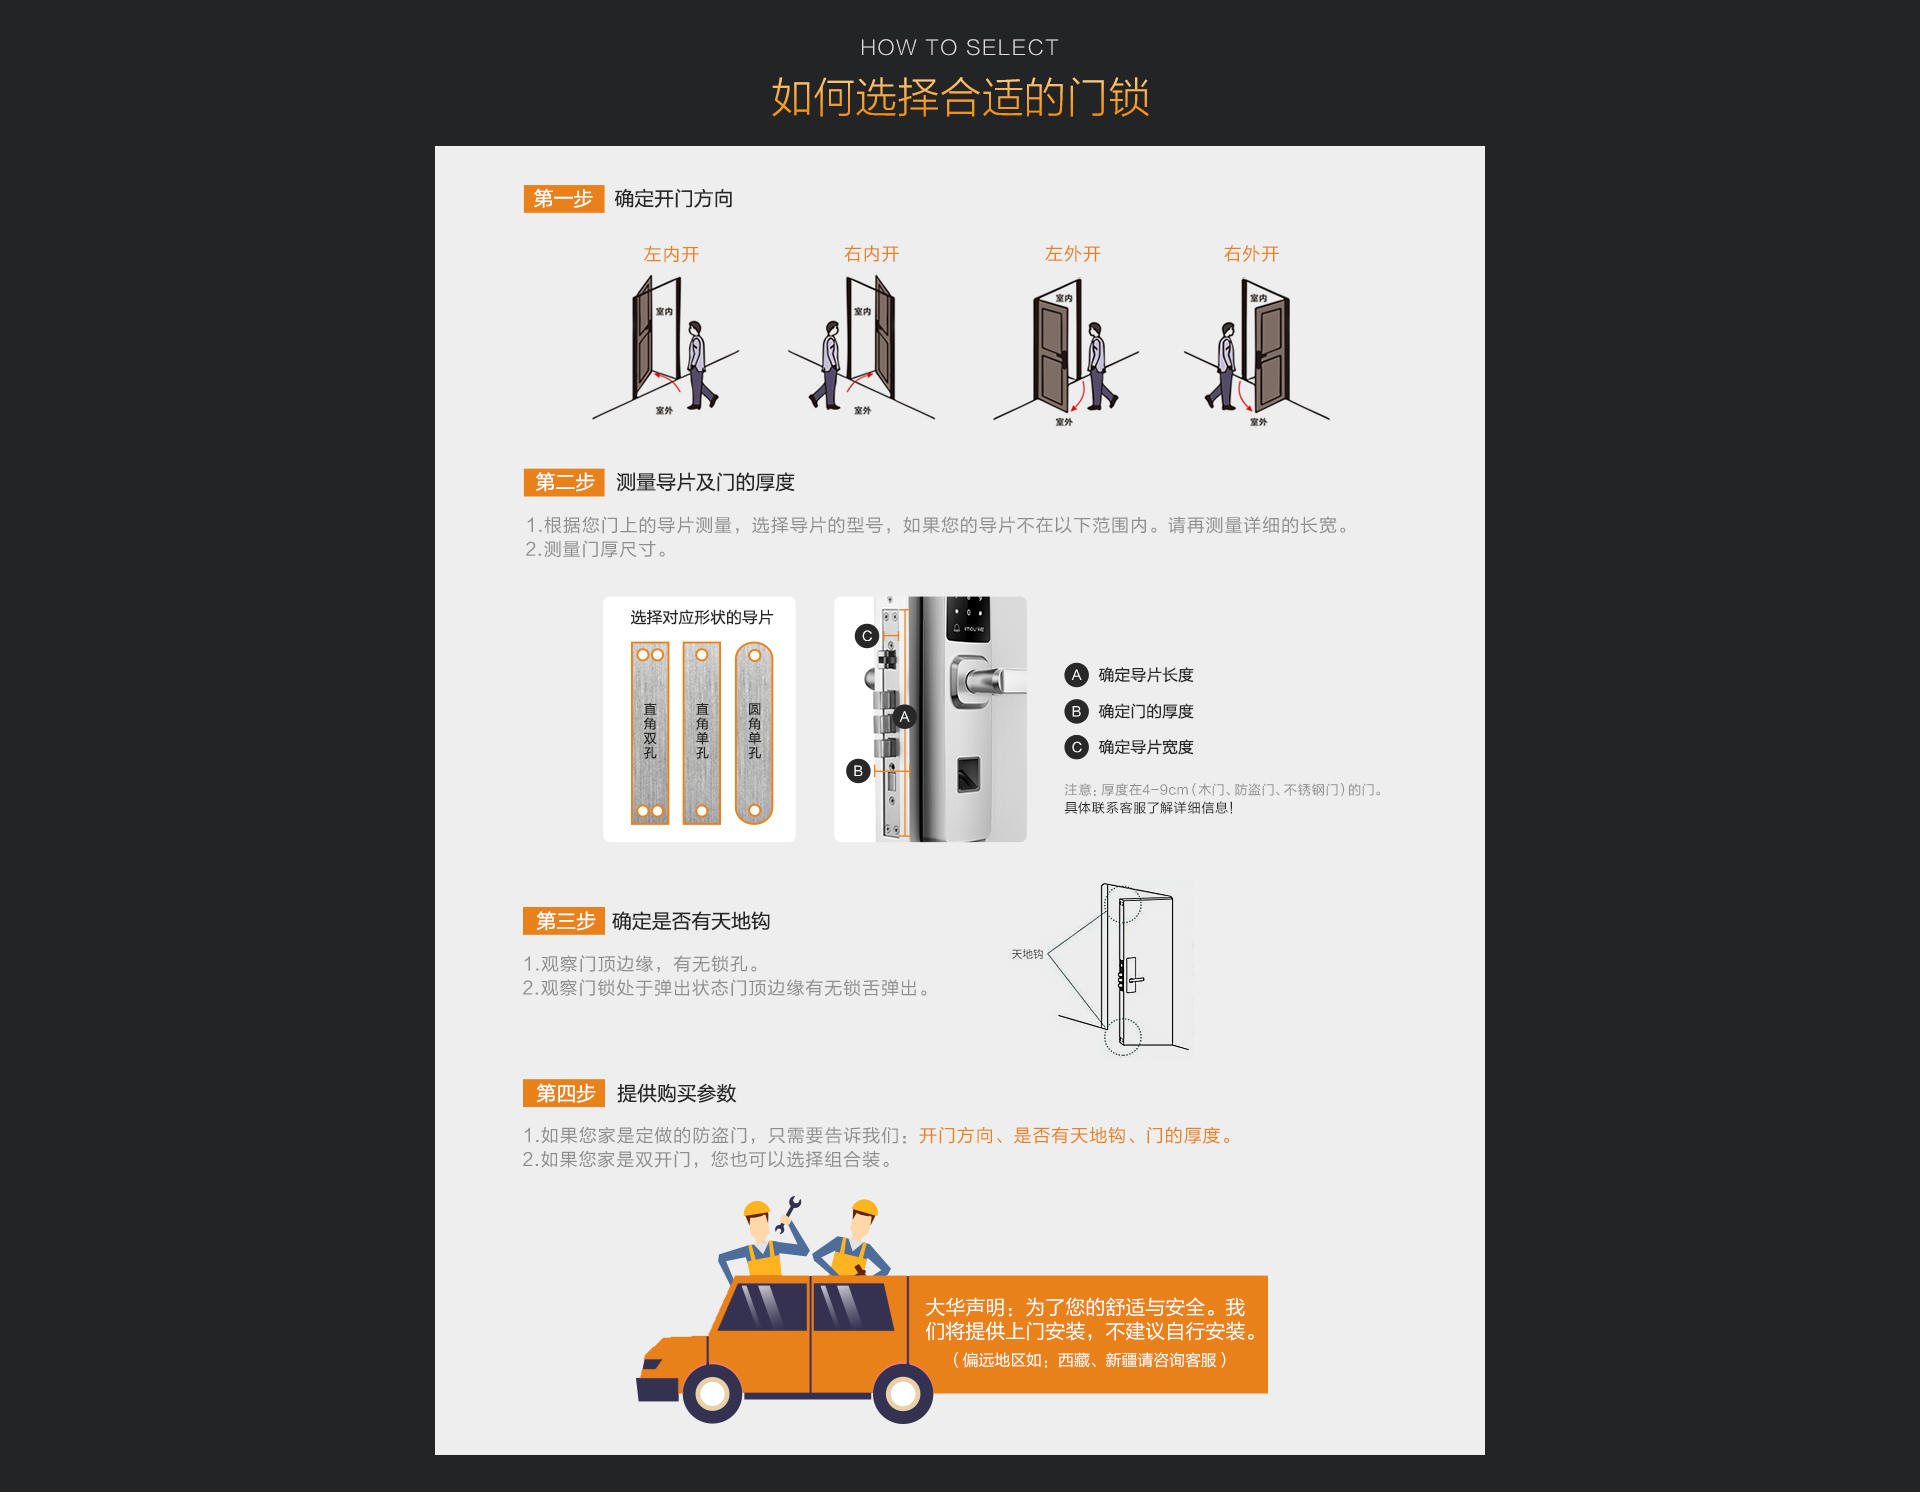 HOW TO SELECT
如何选择合适的门锁
第一步 确定开门方向
左内开 右内开 左外开 右外开
室内 室内 室内 室内
室外 室外 室外 室外
第二步 测量导片及门的厚度
1.根据您门上的导片测量，选择导片的型号，如果您的导片不在以下范围内。请再测量详细的长宽。
2.测量门厚尺寸。
选择对应形状的导片
直角双孔 直角单孔 圆角单孔
C
A
B
A 确定导片长度
B 确定门的厚度
C 确定导片宽度
注意：厚度在4-9cm（木门、防盗门、不锈钢门）的门。
具体联系客服了解详细信息！
第三步 确定是否有天地钩
1.观察门顶边缘，有无锁孔。
2.观察门锁处于弹出状态门顶边缘有无锁舌弹出。
天地钩
第四步 提供购买参数
1.如果您家是定做的防盗门，只需要告诉我们：开门方向、是否有天地钩、门的厚度。
2.如果您家是双开门，您也可以选择组合装。
大华声明：为了您的舒适与安全。我
们将提供上门安装，不建议自行安装。
（偏远地区如：西藏、新疆请咨询客服）